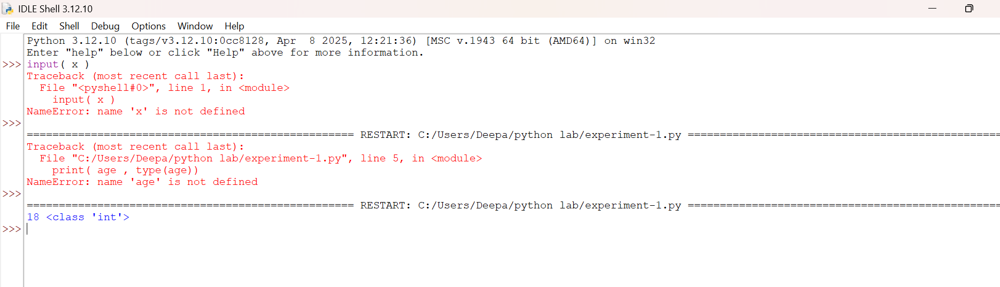 IDLE Shell 3.12.10
File Edit Shell Debug Options Window Help
Python 3.12.10 (tags/v3.12.10:0cc8128, Apr  8 2025, 12:21:36) [MSC v.1943 64 bit (AMD64)] on win32
Enter "help" below or click "Help" above for more information.
>>> input( x )
Traceback (most recent call last):
  File "<pyshell#0>", line 1, in <module>
    input( x )
NameError: name 'x' is not defined
>>>
=================================================== RESTART: C:/Users/Deepa/python lab/experiment-1.py =================================================
Traceback (most recent call last):
  File "C:/Users/Deepa/python lab/experiment-1.py", line 5, in <module>
    print( age , type(age))
NameError: name 'age' is not defined
>>>
=================================================== RESTART: C:/Users/Deepa/python lab/experiment-1.py =================================================
18 <class 'int'>
>>>